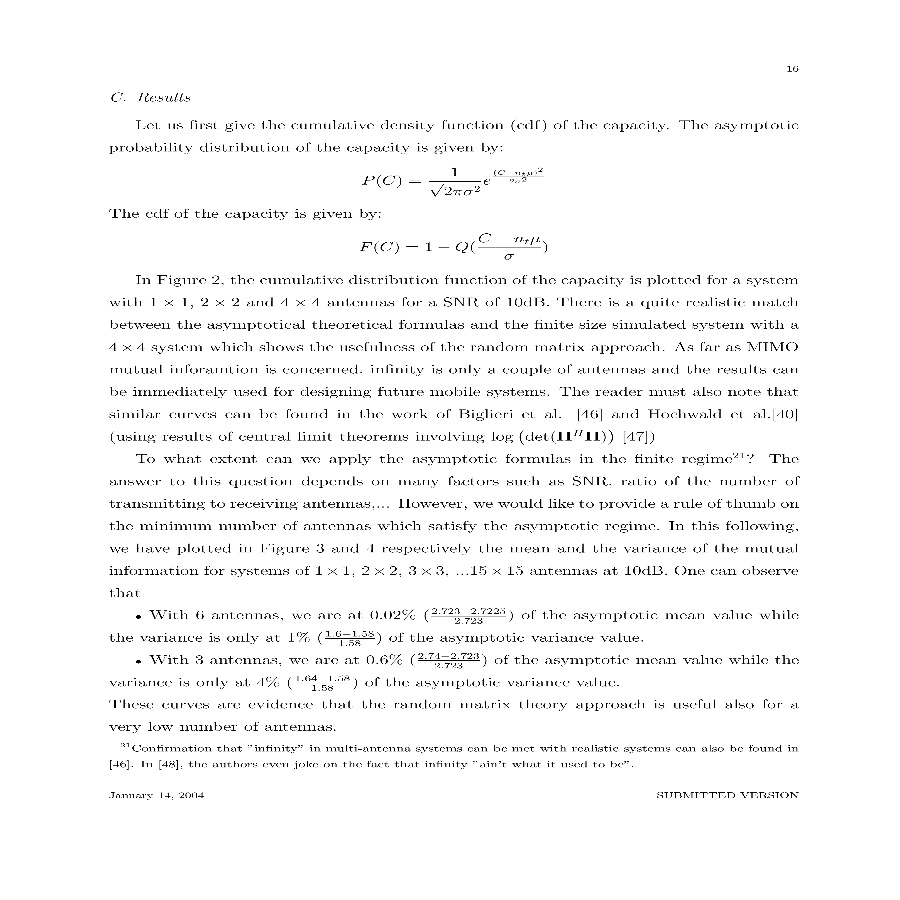 16
C. Results
Let us first give the cumulative density function (cdf) of the capacity. The asymptotic
probability distribution of the capacity is given by:
P(C) = \frac{1}{\sqrt{2\pi\sigma^2}} e^{\frac{(C-n_t\mu)^2}{2\sigma^2}}
The cdf of the capacity is given by:
F(C) = 1 − Q(\frac{C − n_t\mu}{\sigma})
In Figure 2, the cumulative distribution function of the capacity is plotted for a system
with 1 × 1, 2 × 2 and 4 × 4 antennas for a SNR of 10dB. There is a quite realistic match
between the asymptotical theoretical formulas and the finite size simulated system with a
4 × 4 system which shows the usefulness of the random matrix approach. As far as MIMO
mutual inforamtion is concerned, infinity is only a couple of antennas and the results can
be immediately used for designing future mobile systems. The reader must also note that
similar curves can be found in the work of Biglieri et al. [46] and Hochwald et al.[40]
(using results of central limit theorems involving log (det(H^H H)) [47])
To what extent can we apply the asymptotic formulas in the finite regime^21? The
answer to this question depends on many factors such as SNR, ratio of the number of
transmitting to receiving antennas,... However, we would like to provide a rule of thumb on
the minimum number of antennas which satisfy the asymptotic regime. In this following,
we have plotted in Figure 3 and 4 respectively the mean and the variance of the mutual
information for systems of 1 × 1, 2 × 2, 3 × 3, ...15 × 15 antennas at 10dB. One can observe
that
• With 6 antennas, we are at 0.02% (\frac{2.723−2.7225}{2.723}) of the asymptotic mean value while
the variance is only at 1% (\frac{1.6−1.58}{1.58}) of the asymptotic variance value.
• With 3 antennas, we are at 0.6% (\frac{2.74−2.723}{2.723}) of the asymptotic mean value while the
variance is only at 4% (\frac{1.64−1.58}{1.58}) of the asymptotic variance value.
These curves are evidence that the random matrix theory approach is useful also for a
very low number of antennas.
^21Confirmation that "infinity" in multi-antenna systems can be met with realistic systems can also be found in
[46]. In [48], the authors even joke on the fact that infinity "ain't what it used to be".
January 14, 2004 SUBMITTED VERSION